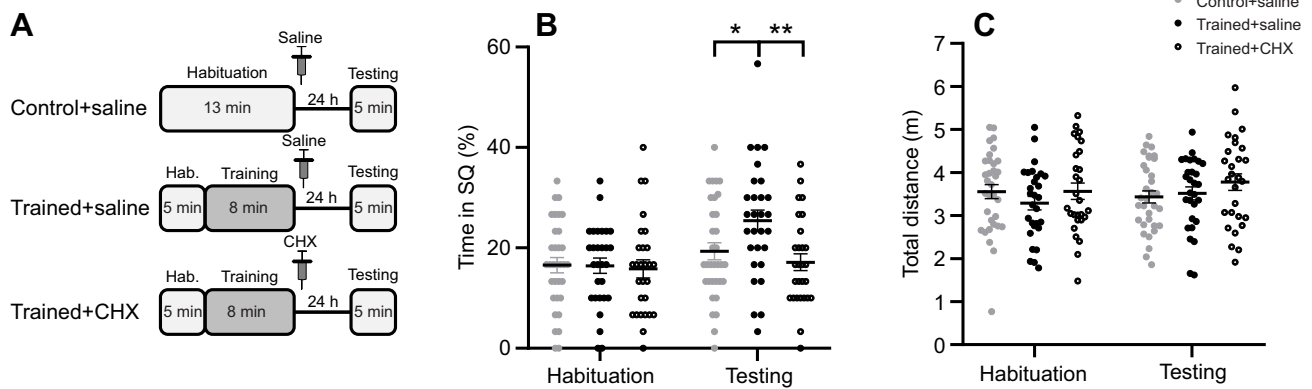 A
Saline
Habituation
Testing
Control+saline
13 min
24 h
5 min
Saline
Hab.
Training
Testing
Trained+saline
5 min
8 min
24 h
5 min
CHX
Hab.
Training
Testing
Trained+CHX
5 min
8 min
24 h
5 min
B
Time in SQ (%)
60
40
20
0
* **
Habituation
Testing
C
Control+saline
Trained+saline
Trained+CHX
Total distance (m)
7
6
5
4
3
2
1
0
Habituation
Testing